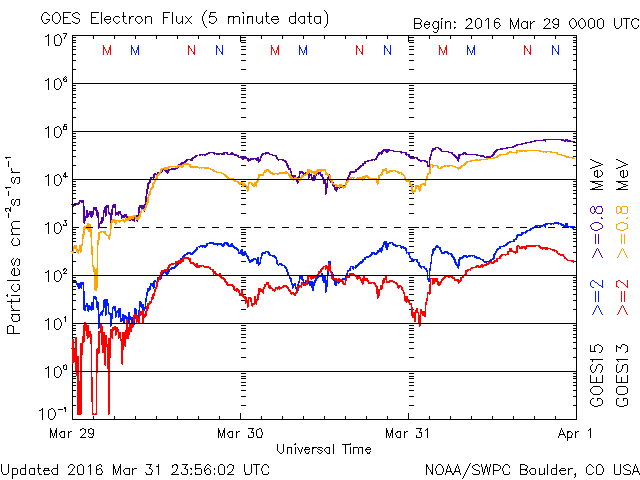 GOES Electron Flux (5 minute data)
Begin: 2016 Mar 29 0000 UTC
10⁷
M M N N M M N N M M N N
10⁶
10⁵
10⁴
10³
10²
10¹
10⁰
10⁻¹
Particles cm⁻²s⁻¹sr⁻¹
Mar 29 Mar 30 Mar 31 Apr 1
Universal Time
GOES15 >=2 >=0.8 MeV
GOES13 >=2 >=0.8 MeV
Updated 2016 Mar 31 23:56:02 UTC
NOAA/SWPC Boulder, CO USA